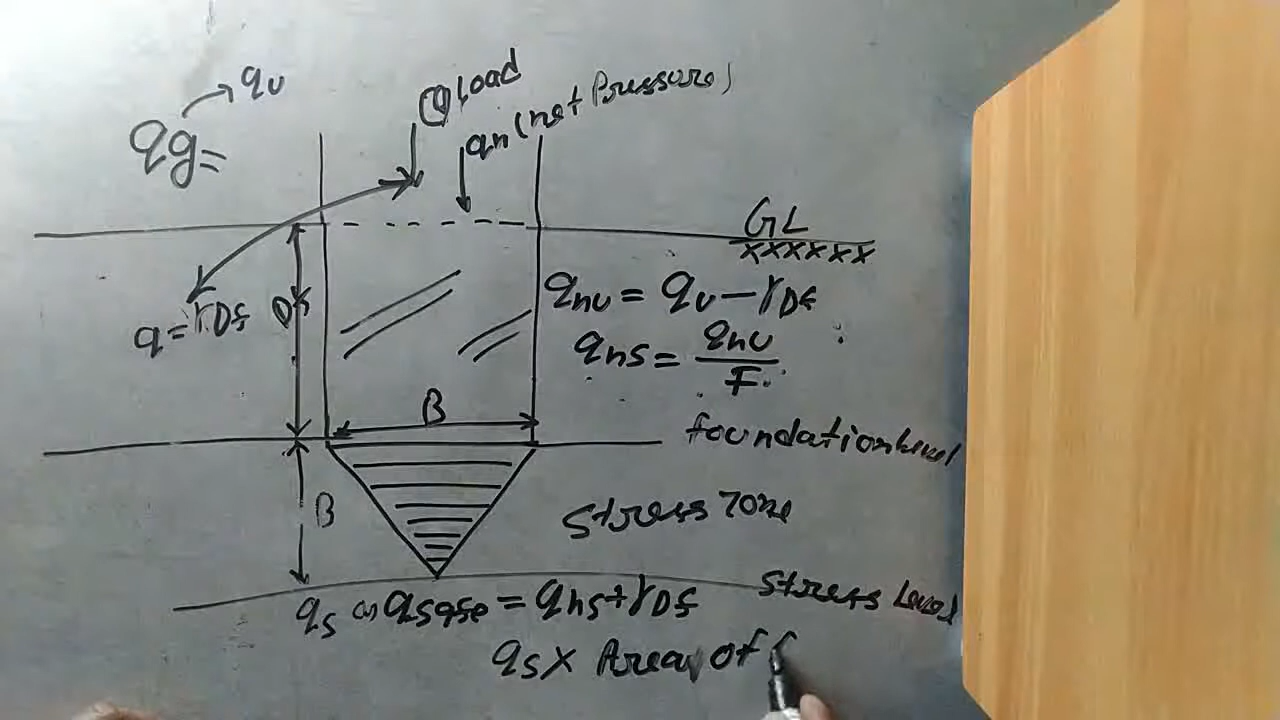 qu
qg =
Q Load
qn (net Pressure)
GL
xxxxxx
q = γDf
Df
qnu = qu - γDf
qns = qnu / F
B
foundation level
B
Stress Zone
Stress Level
qs or qsafe = qns + γDf
qs x Area of f